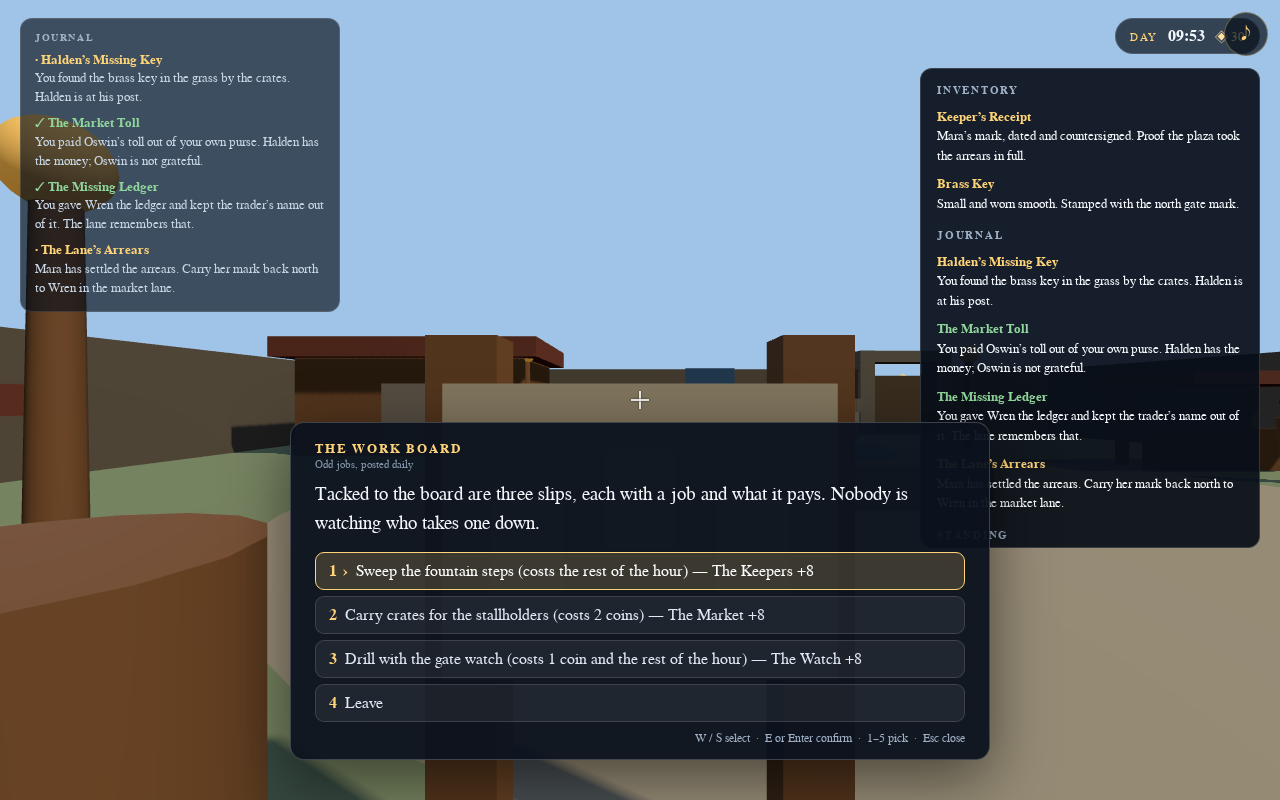 JOURNAL
· Halden’s Missing Key
You found the brass key in the grass by the crates.
Halden is at his post.
✓ The Market Toll
You paid Oswin’s toll out of your own purse. Halden has
the money; Oswin is not grateful.
✓ The Missing Ledger
You gave Wren the ledger and kept the trader’s name out
of it. The lane remembers that.
· The Lane’s Arrears
Mara has settled the arrears. Carry her mark back north
to Wren in the market lane.
DAY 09:53 ◈ 30
INVENTORY
Keeper’s Receipt
Mara’s mark, dated and countersigned. Proof the plaza took
the arrears in full.
Brass Key
Small and worn smooth. Stamped with the north gate mark.
JOURNAL
Halden’s Missing Key
You found the brass key in the grass by the crates. Halden is
at his post.
The Market Toll
You paid Oswin’s toll out of your own purse. Halden has the
money; Oswin is not grateful.
The Missing Ledger
You gave Wren the ledger and kept the trader’s name out of
it. The lane remembers that.
The Lane’s Arrears
Mara has settled the arrears. Carry her mark back north to
Wren in the market lane.
STANDING
THE WORK BOARD
Odd jobs, posted daily
Tacked to the board are three slips, each with a job and what it pays. Nobody is
watching who takes one down.
1 › Sweep the fountain steps (costs the rest of the hour) — The Keepers +8
2 Carry crates for the stallholders (costs 2 coins) — The Market +8
3 Drill with the gate watch (costs 1 coin and the rest of the hour) — The Watch +8
4 Leave
W / S select · E or Enter confirm · 1–5 pick · Esc close